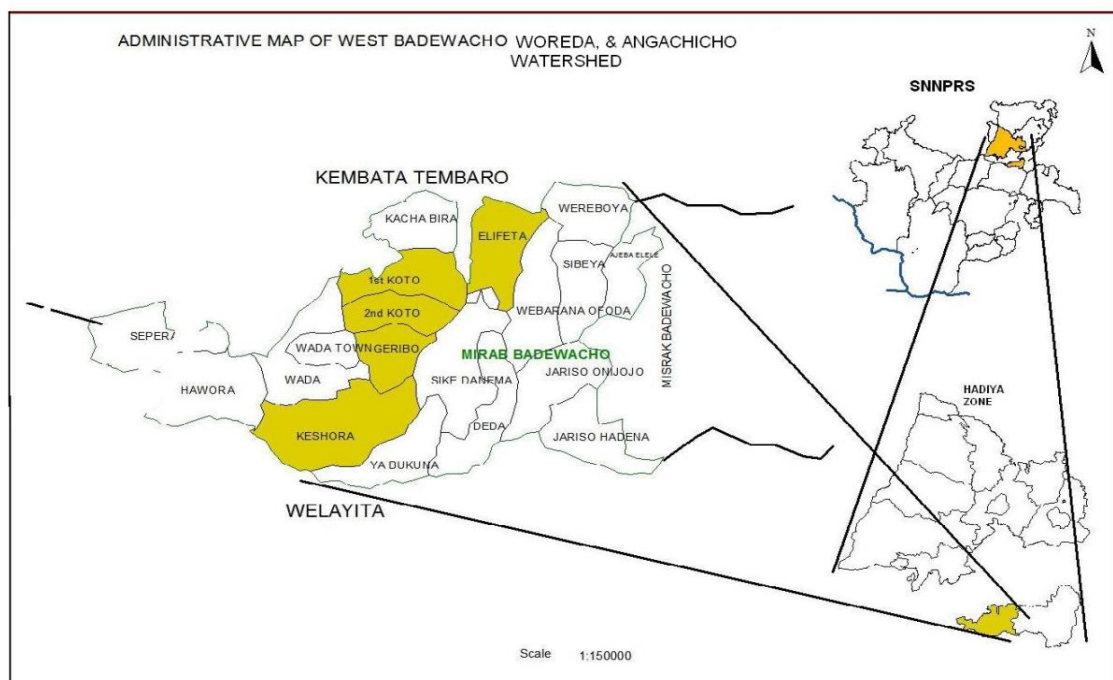 ADMINISTRATIVE MAP OF WEST BADEWACHO WOREDA, & ANGACHICHO
WATERSHED
N
SNNPRS
KEMBATA TEMBARO
KACHA BIRA
WEREBOYA
ELIFETA
AJEBA ELELE
SIBEYA
1st KOTO
2nd KOTO
WEBARANA OFODA
MISRAK BADEWACHO
SEPERA
WADA TOWN
GERIBO
MIRAB BADEWACHO
HAWORA
WADA
SIKE DANEMA
JARISO ONIJOJO
HADIYA
ZONE
KESHORA
DEDA
JARISO HADENA
YA DUKUNA
WELAYITA
Scale 1:150000